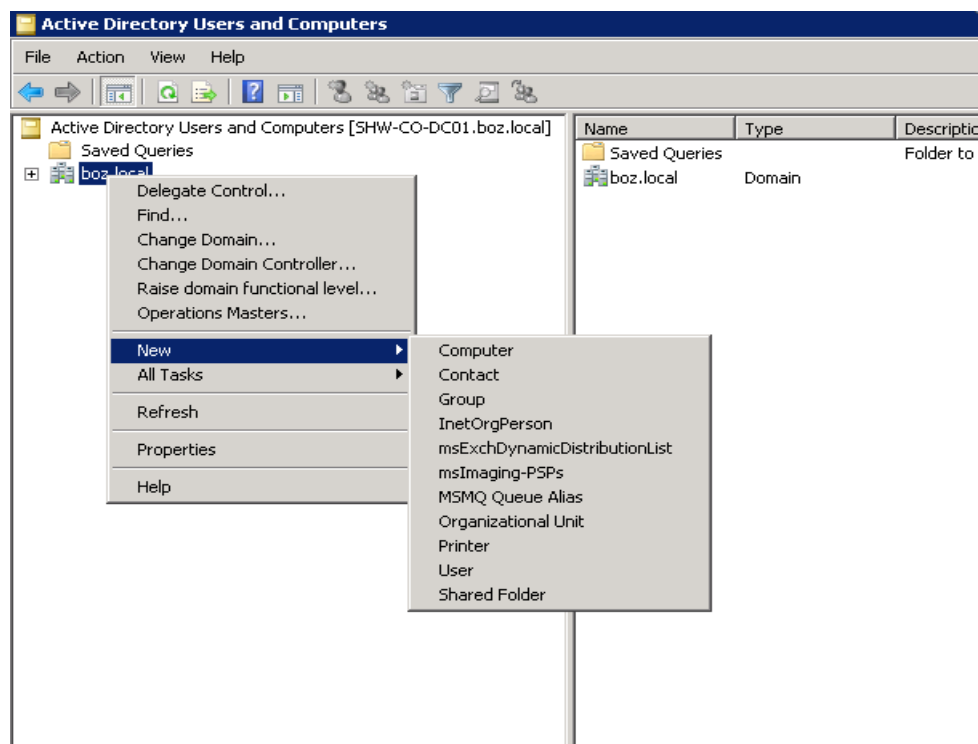 Active Directory Users and Computers
File Action View Help
Active Directory Users and Computers [SHW-CO-DC01.boz.local]
Saved Queries
boz.local
Name Type Descriptio
Saved Queries Folder to
boz.local Domain
Delegate Control...
Find...
Change Domain...
Change Domain Controller...
Raise domain functional level...
Operations Masters...
New
All Tasks
Refresh
Properties
Help
Computer
Contact
Group
InetOrgPerson
msExchDynamicDistributionList
msImaging-PSPs
MSMQ Queue Alias
Organizational Unit
Printer
User
Shared Folder